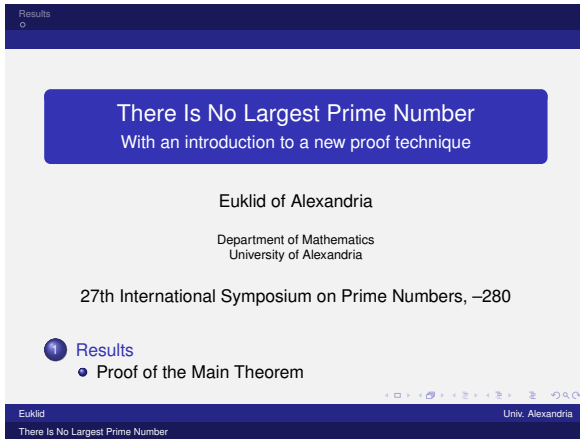 Results
There Is No Largest Prime Number
With an introduction to a new proof technique
Euklid of Alexandria
Department of Mathematics
University of Alexandria
27th International Symposium on Prime Numbers, –280
1 Results
Proof of the Main Theorem
Euklid Univ. Alexandria
There Is No Largest Prime Number